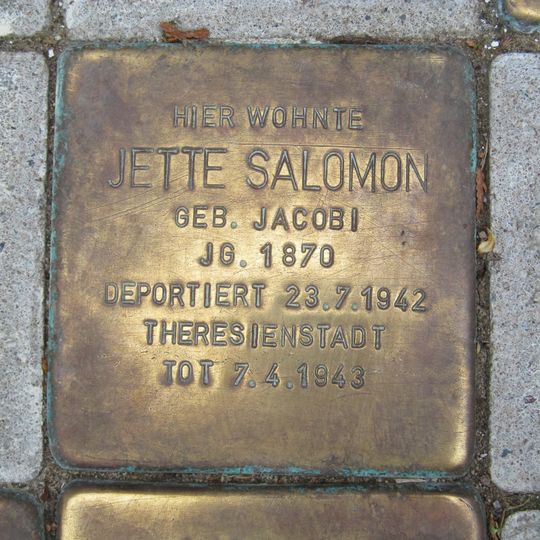 HIER WOHNTE
JETTE SALOMON
GEB. JACOBI
JG. 1870
DEPORTIERT 23.7.1942
THERESIENSTADT
TOT 7.4.1943